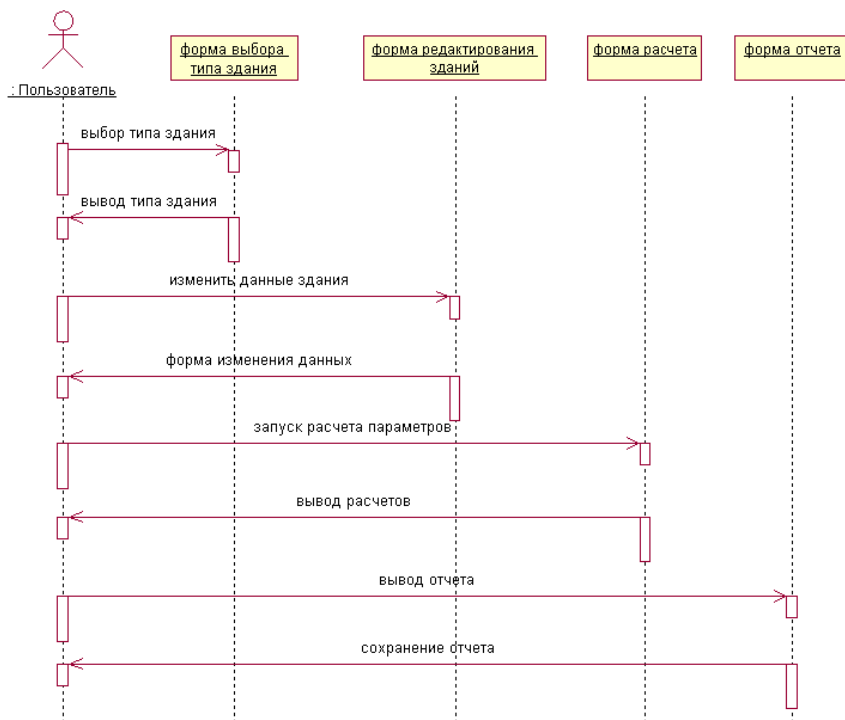 : Пользователь
форма выбора
типа здания
форма редактирования
зданий
форма расчета
форма отчета
выбор типа здания
вывод типа здания
изменить данные здания
форма изменения данных
запуск расчета параметров
вывод расчетов
вывод отчета
сохранение отчета